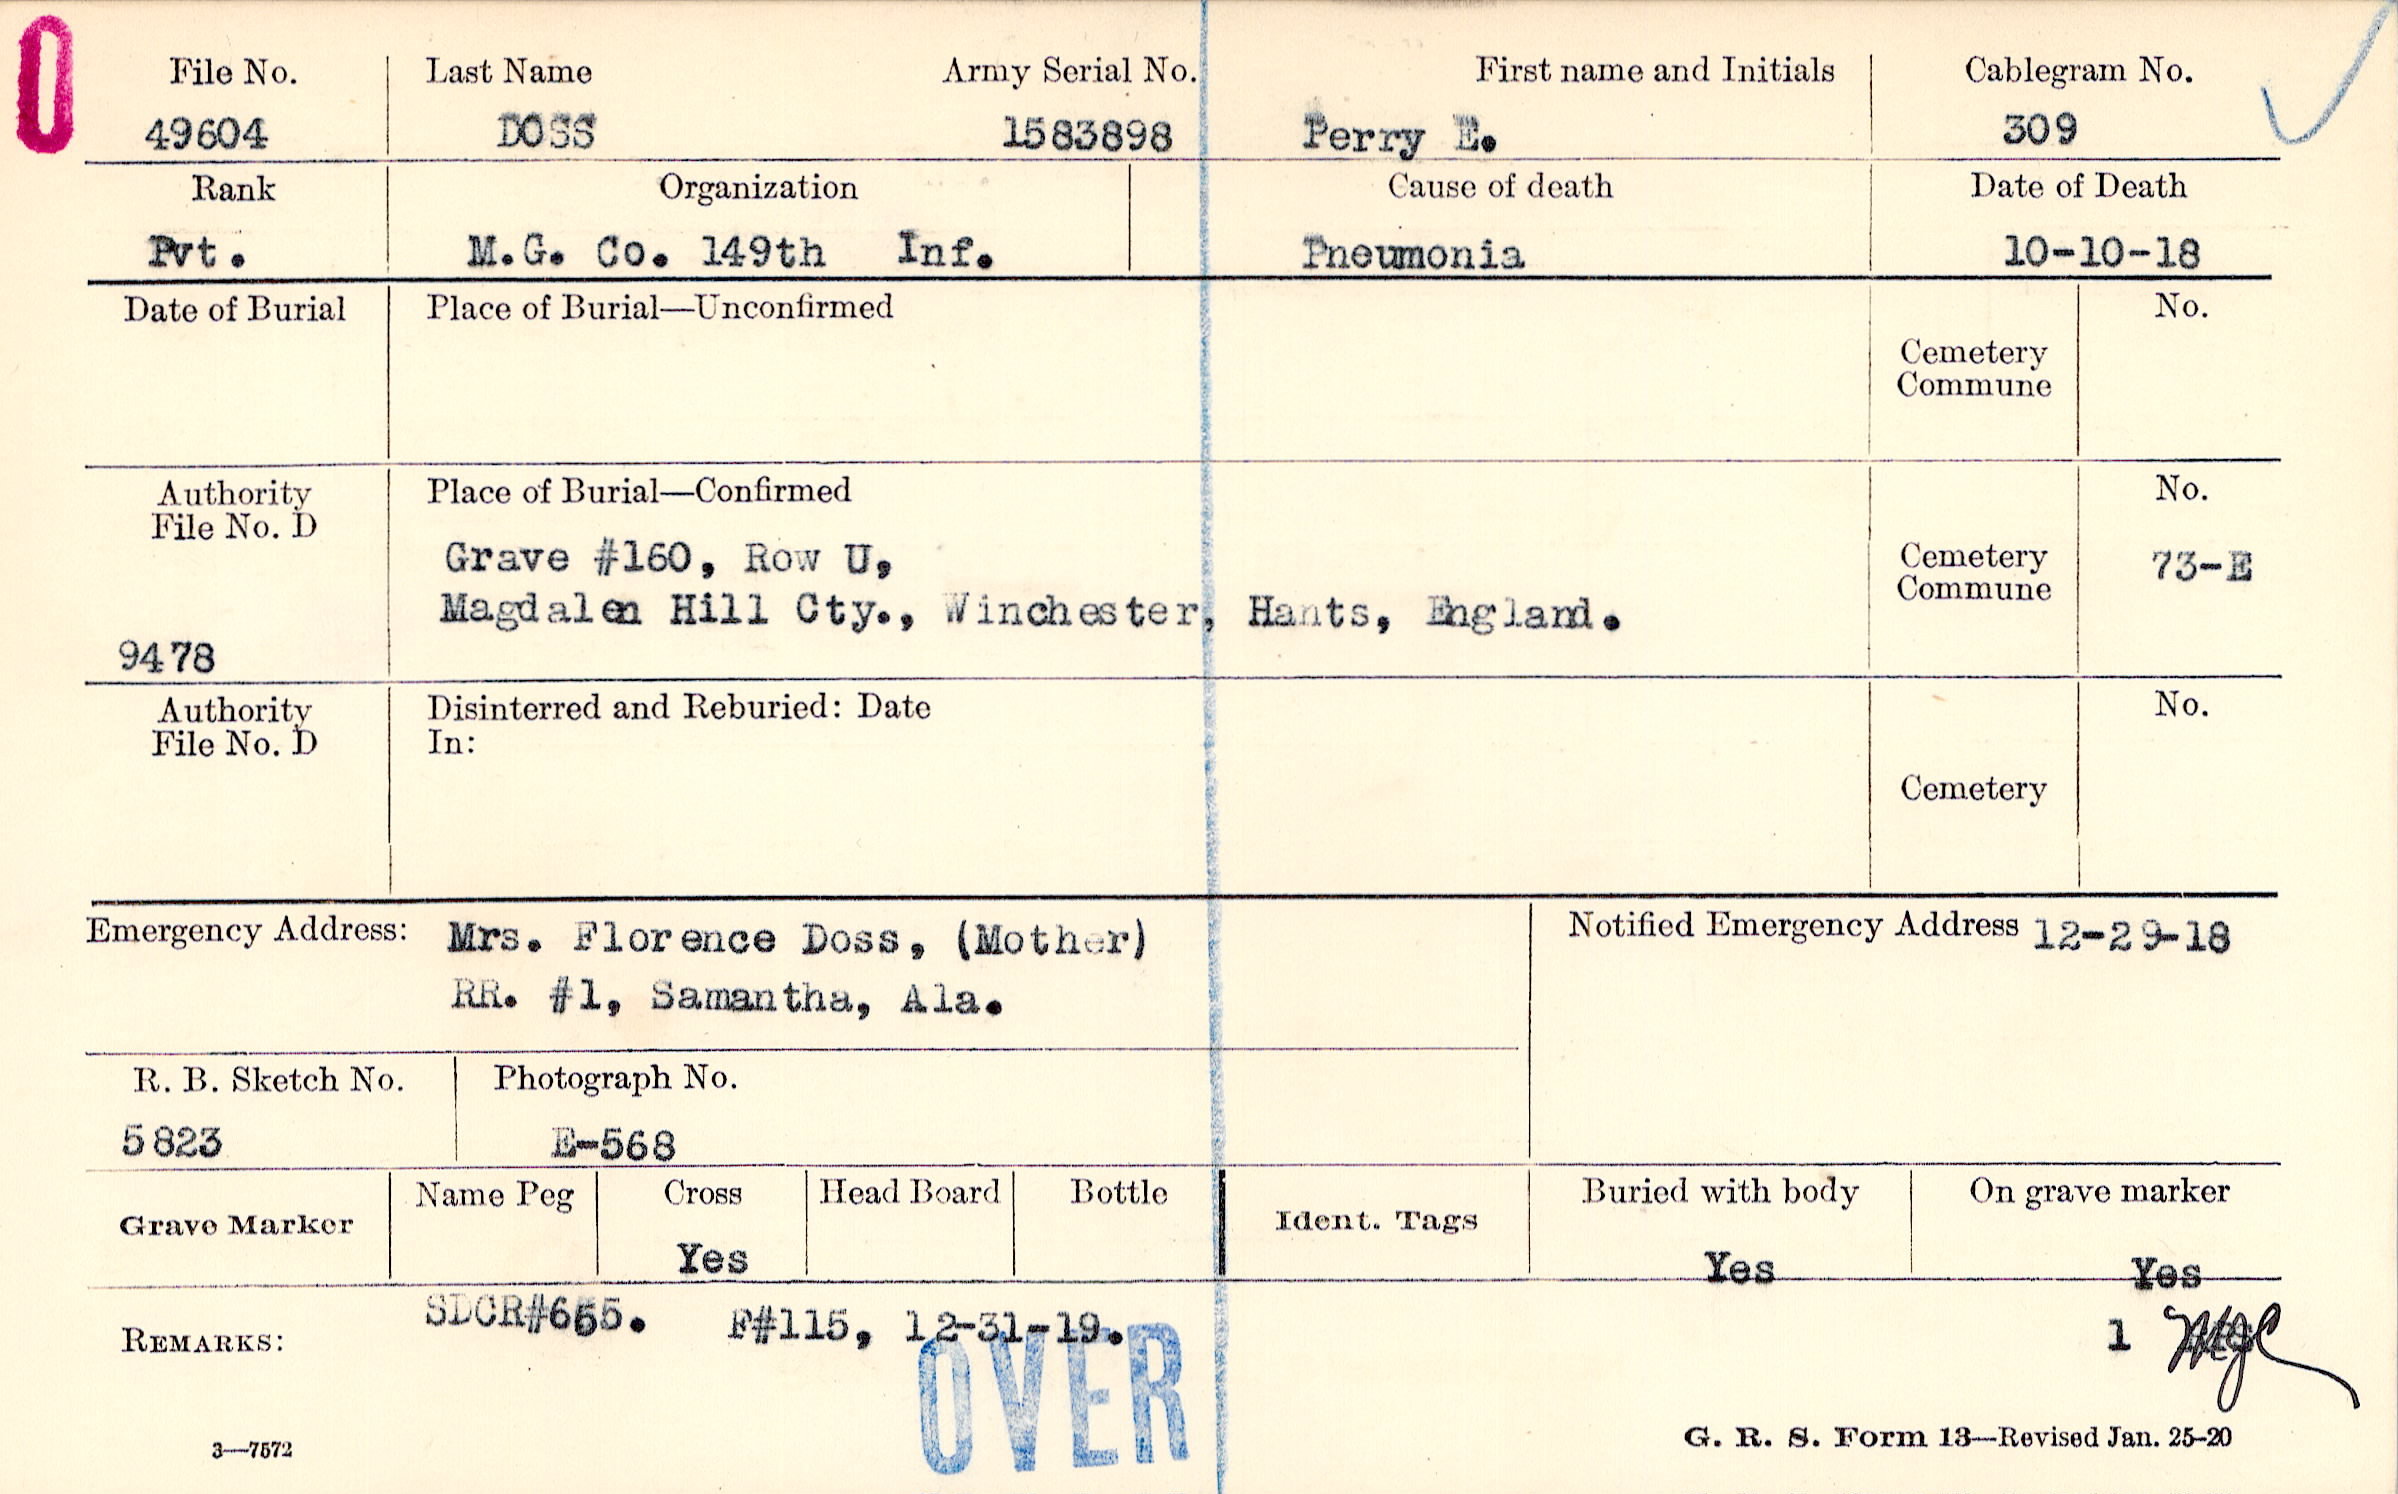 0
File No. Last Name Army Serial No. First name and Initials Cablegram No.
49604 DOSS 1583898 Perry E. 309
Rank Organization Cause of death Date of Death
Pvt. M.G. Co. 149th Inf. Pneumonia 10-10-18
Date of Burial Place of Burial—Unconfirmed No.
Cemetery
Commune
Authority Place of Burial—Confirmed No.
File No. D
Grave #160, Row U, Cemetery 73-E
Commune
Magdalen Hill Cty., Winchester, Hants, England.
9478
Authority Disinterred and Reburied: Date No.
File No. D In:
Cemetery
Emergency Address: Mrs. Florence Doss, (Mother) Notified Emergency Address 12-29-18
RR. #1, Samantha, Ala.
R. B. Sketch No. Photograph No.
5823 E-568
Grave Marker Name Peg Cross Head Board Bottle Ident. Tags Buried with body On grave marker
Yes Yes Yes
REMARKS: SDCR#655. F#115, 12-31-19. 1
OVER
3—7572 G. R. S. Form 13—Revised Jan. 25-20